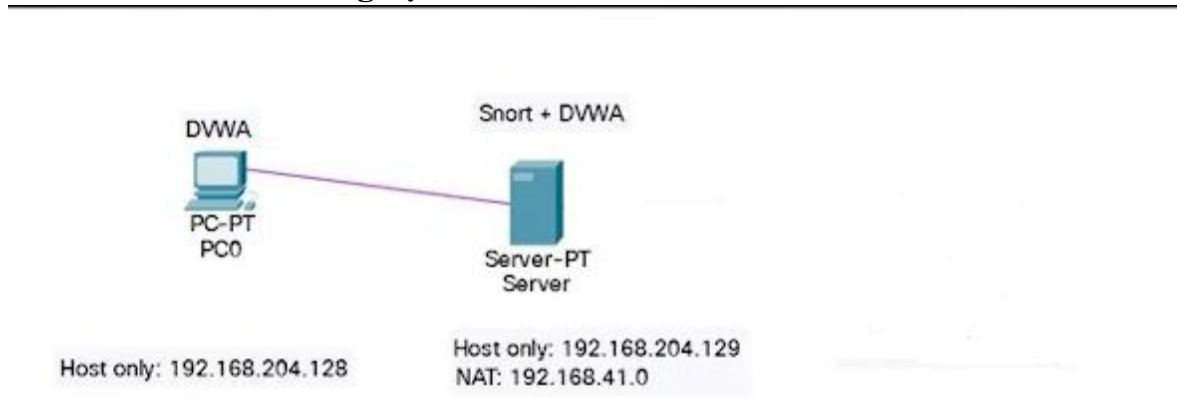 DVWA
PC-PT
PC0
Snort + DVWA
Server-PT
Server
Host only: 192.168.204.128
Host only: 192.168.204.129
NAT: 192.168.41.0